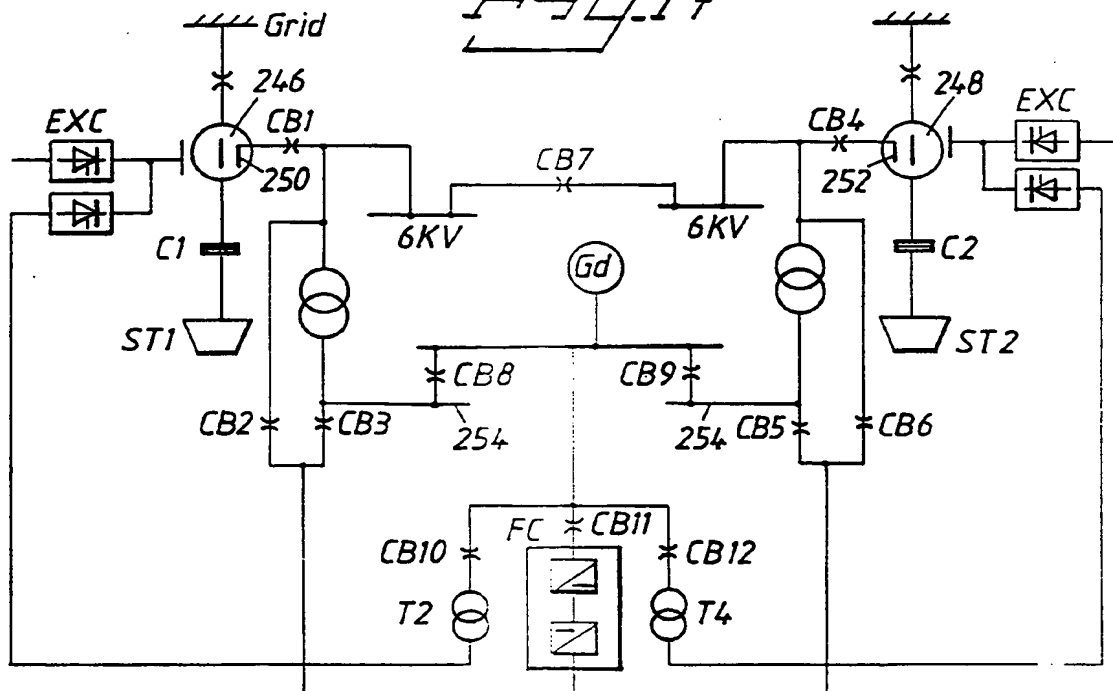 Grid
246
248
EXC
CB1
CB4
EXC
CB7
250
252
6KV
6KV
C1
Gd
C2
ST1
ST2
CB8
CB9
CB2
CB3
254
254
CB5
CB6
FC
CB11
CB10
CB12
T2
T4